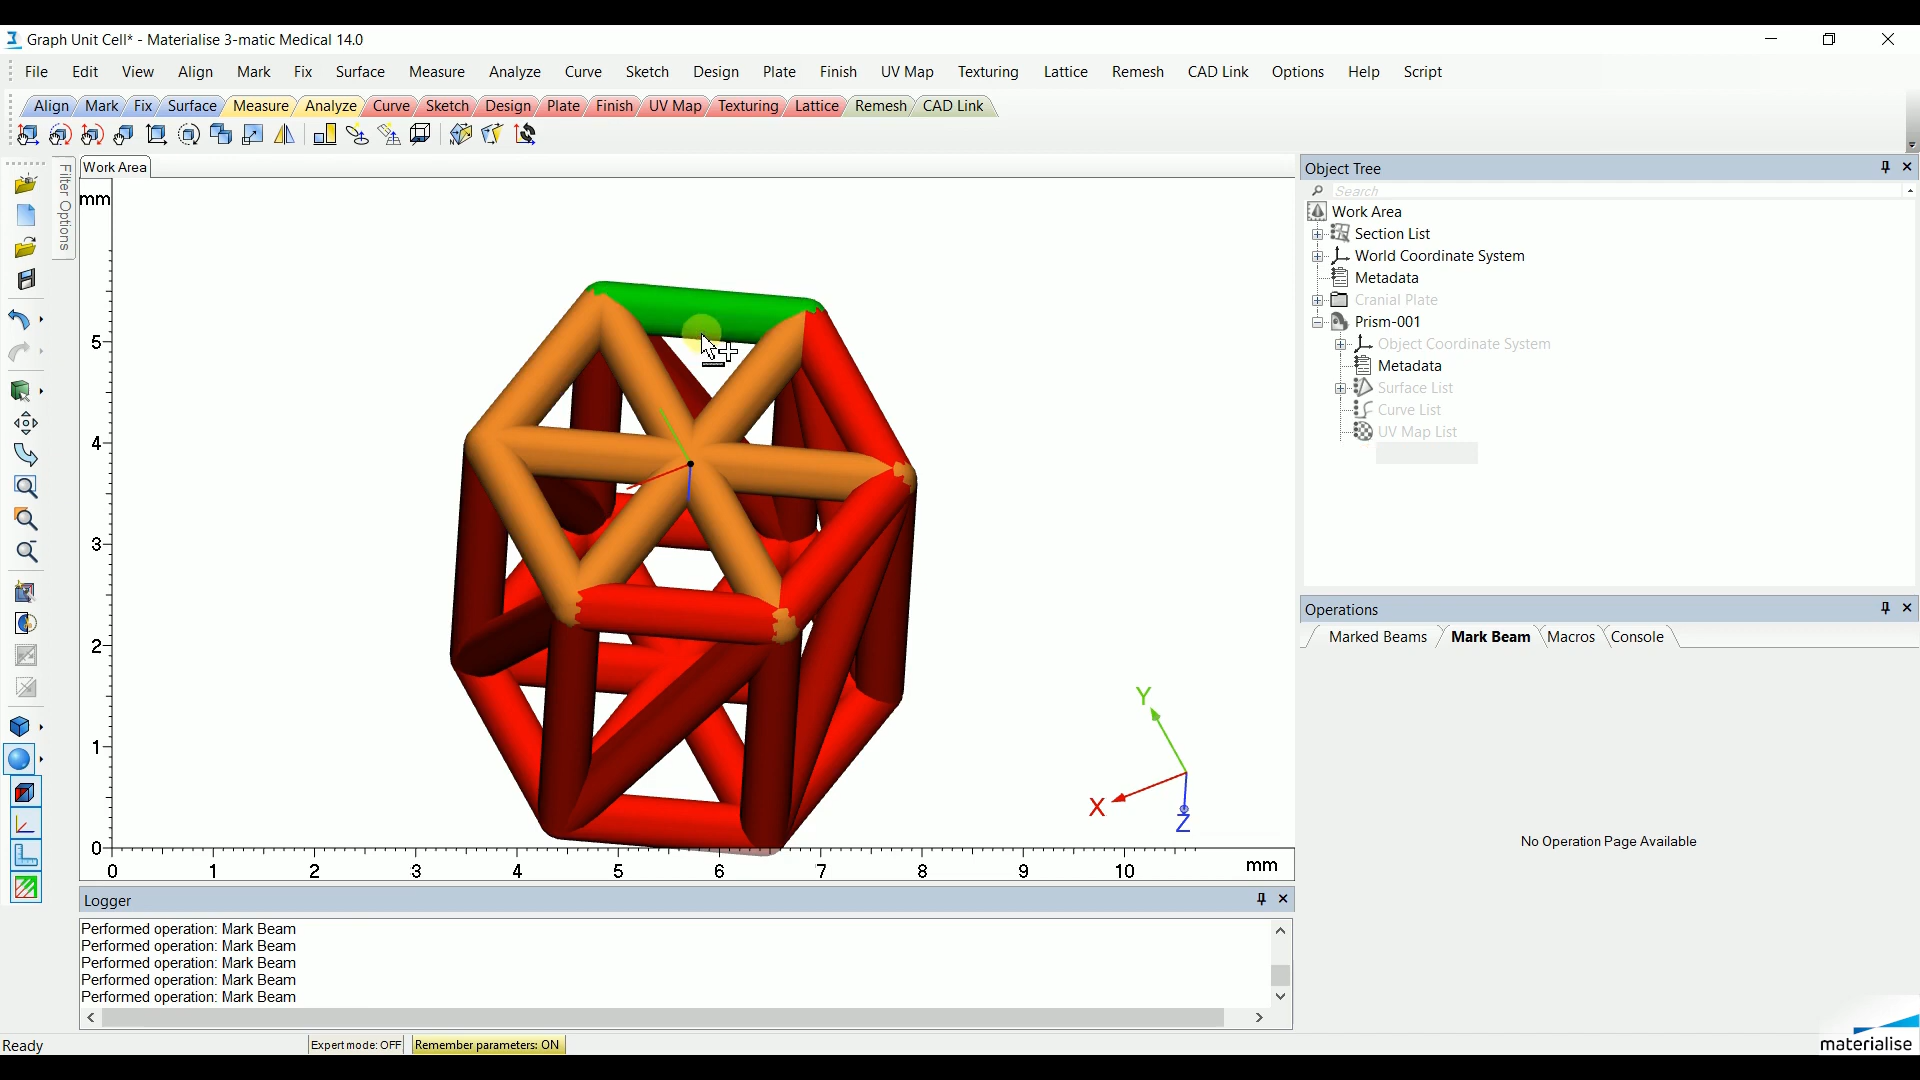 Graph Unit Cell* - Materialise 3-matic Medical 14.0
File Edit View Align Mark Fix Surface Measure Analyze Curve Sketch Design Plate Finish UV Map Texturing Lattice Remesh CAD Link Options Help Script
Align Mark Fix Surface Measure Analyze Curve Sketch Design Plate Finish UV Map Texturing Lattice Remesh CAD Link
Filter Options
Work Area
mm
5
4
3
2
1
0
0 1 2 3 4 5 6 7 8 9 10 mm
Y
X
Z
Object Tree
Search
Work Area
Section List
World Coordinate System
Metadata
Cranial Plate
Prism-001
Object Coordinate System
Metadata
Surface List
Curve List
UV Map List
Operations
Marked Beams Mark Beam Macros Console
No Operation Page Available
Logger
Performed operation: Mark Beam
Performed operation: Mark Beam
Performed operation: Mark Beam
Performed operation: Mark Beam
Performed operation: Mark Beam
Ready Expert mode: OFF Remember parameters: ON
materialise